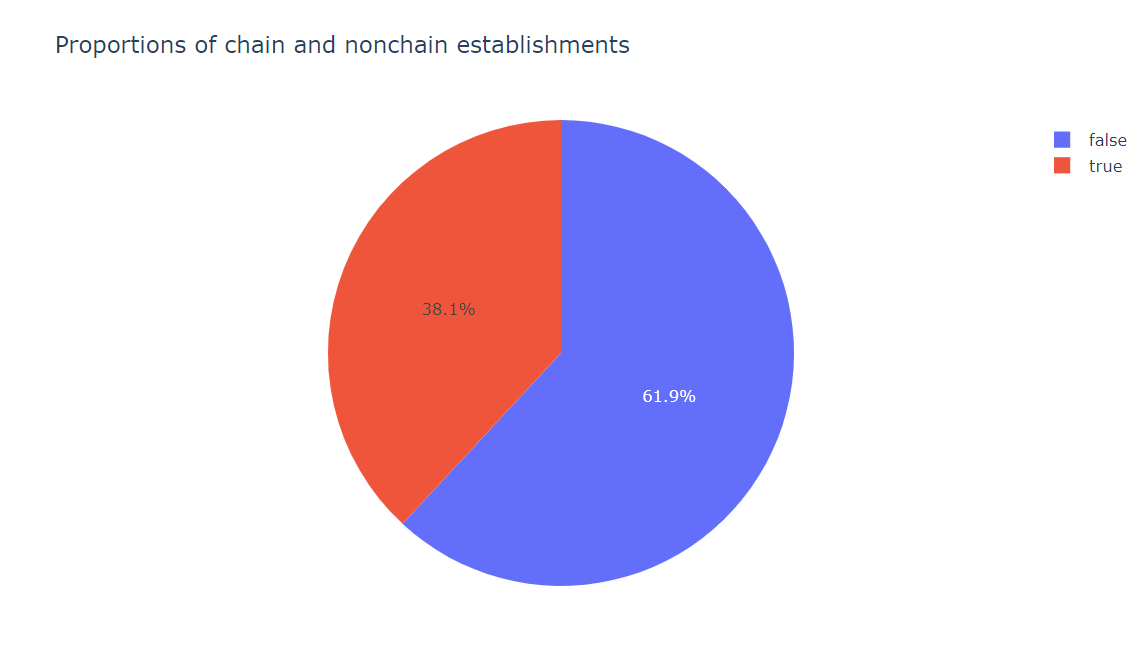 Proportions of chain and nonchain establishments
false
true
38.1%
61.9%